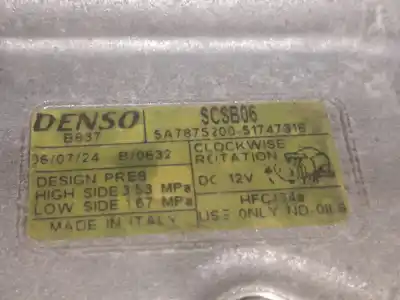 DENSO
SCSB06
B837
5A7875200-51747318
06/07/24 B/0632
CLOCKWISE
ROTATION
DESIGN PRES
DC 12V
HIGH SIDE 3.53 MPa
LOW SIDE 1.67 MPa
HFC134a
USE ONLY ND-OIL 8
MADE IN ITALY